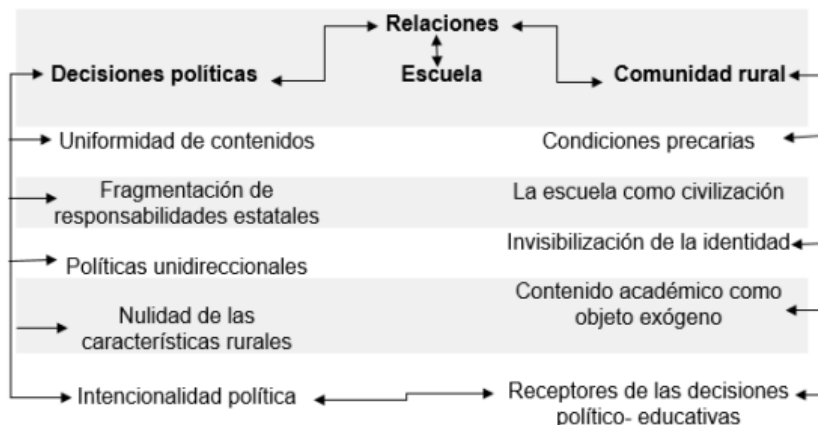 Relaciones
Decisiones políticas Escuela Comunidad rural
Uniformidad de contenidos Condiciones precarias
Fragmentación de La escuela como civilización
responsabilidades estatales
Invisibilización de la identidad
Políticas unidireccionales
Contenido académico como
Nulidad de las objeto exógeno
características rurales
Intencionalidad política Receptores de las decisiones
político- educativas